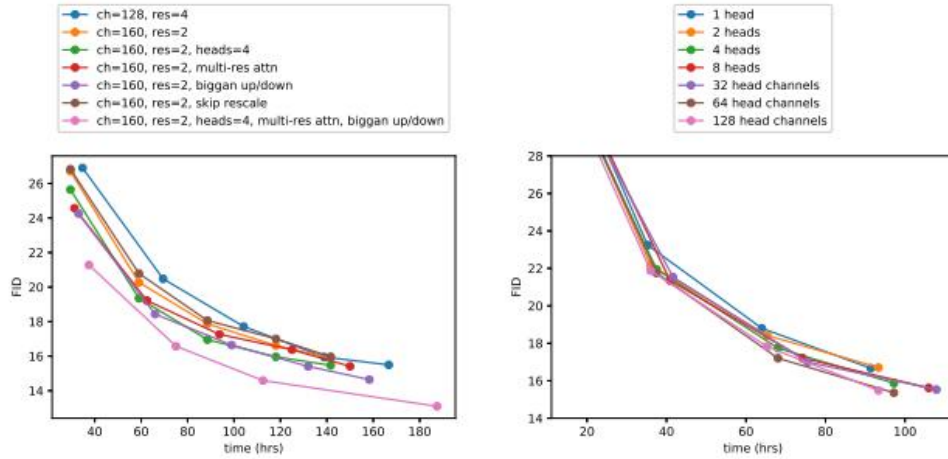 ch=128, res=4
ch=160, res=2
ch=160, res=2, heads=4
ch=160, res=2, multi-res attn
ch=160, res=2, biggan up/down
ch=160, res=2, skip rescale
ch=160, res=2, heads=4, multi-res attn, biggan up/down
26
24
22
20
18
16
14
FID
40 60 80 100 120 140 160 180
time (hrs)
1 head
2 heads
4 heads
8 heads
32 head channels
64 head channels
128 head channels
28
26
24
22
20
18
16
14
FID
20 40 60 80 100
time (hrs)